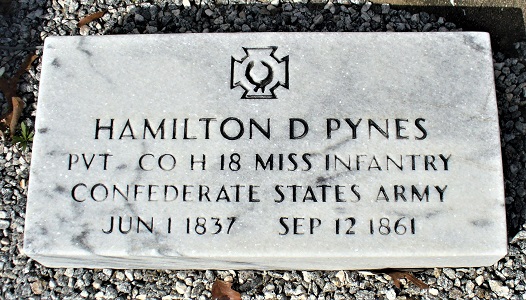 HAMILTON D PYNES
PVT CO H 18 MISS INFANTRY
CONFEDERATE STATES ARMY
JUN 1 1837 SEP 12 1861